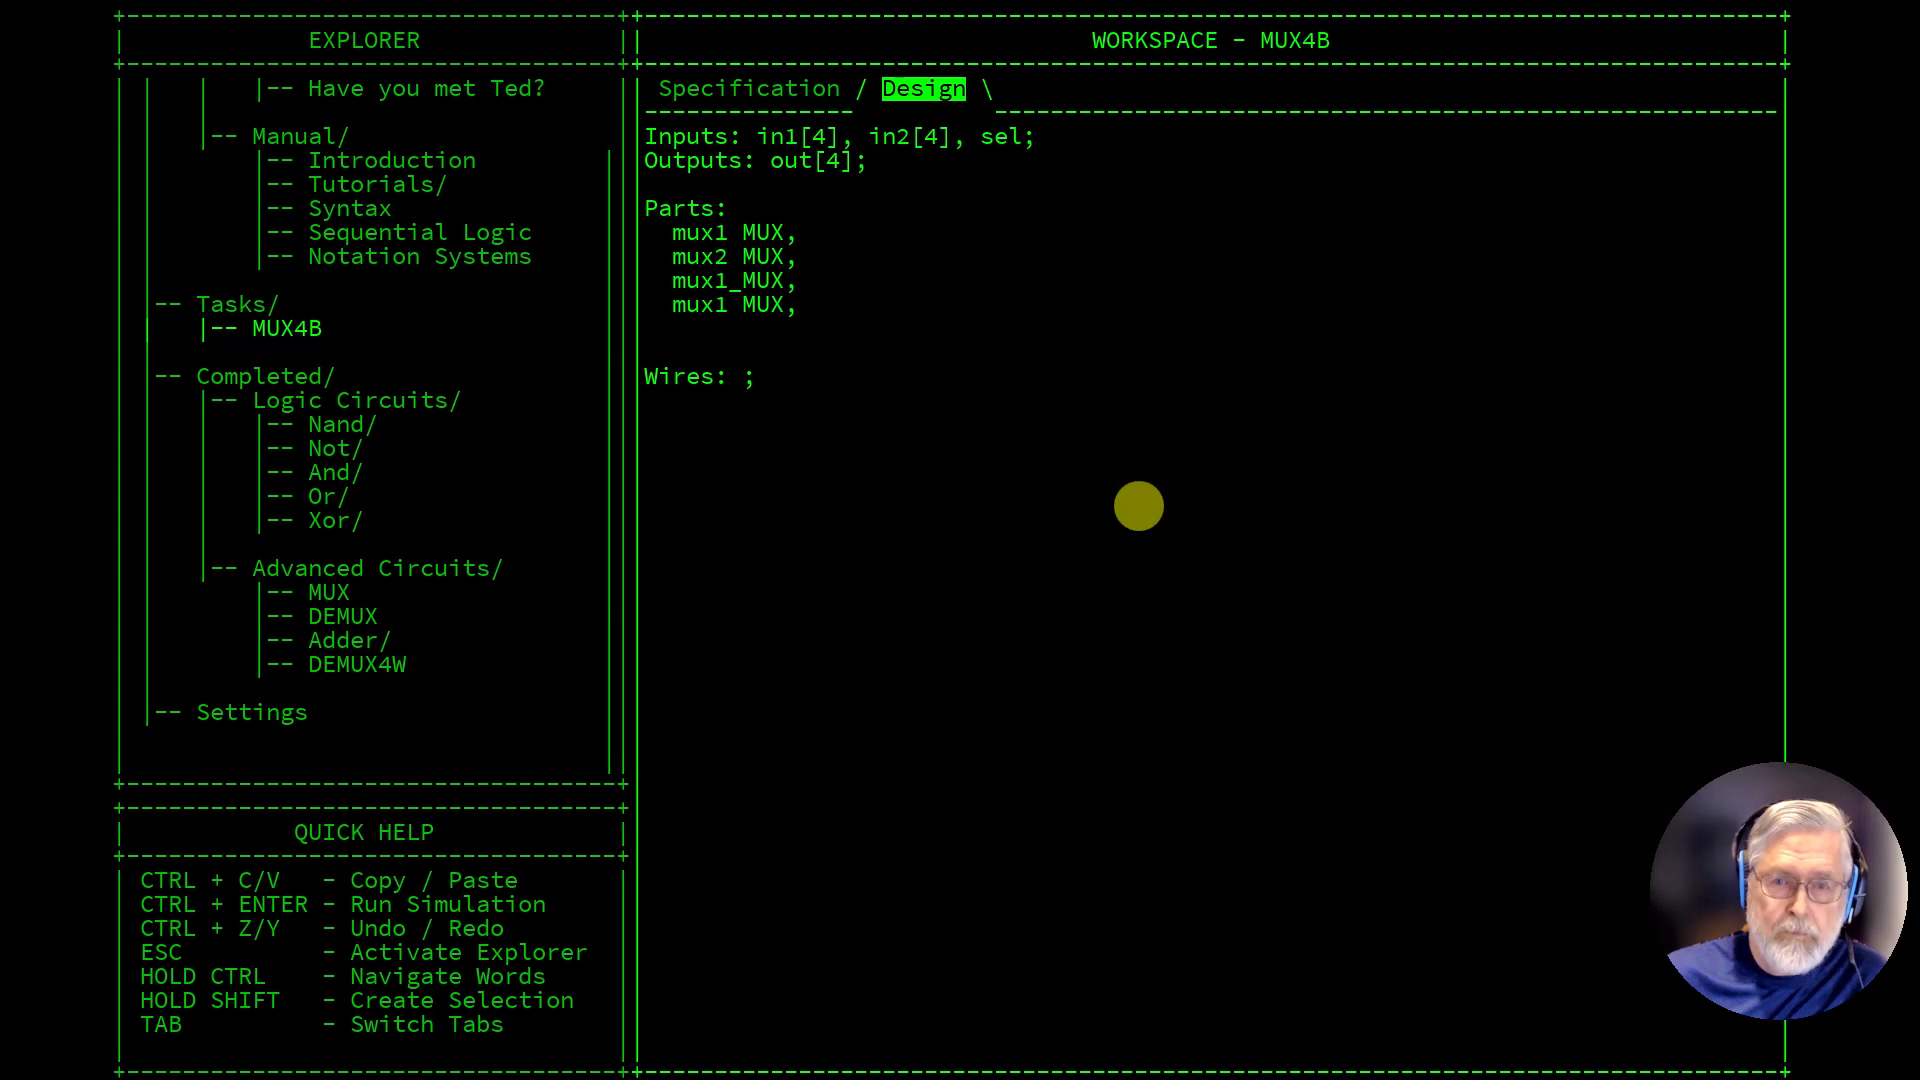 EXPLORER
|-- Have you met Ted?
|-- Manual/
|-- Introduction
|-- Tutorials/
|-- Syntax
|-- Sequential Logic
|-- Notation Systems
|-- Tasks/
|-- MUX4B
|-- Completed/
|-- Logic Circuits/
|-- Nand/
|-- Not/
|-- And/
|-- Or/
|-- Xor/
|-- Advanced Circuits/
|-- MUX
|-- DEMUX
|-- Adder/
|-- DEMUX4W
|-- Settings
QUICK HELP
CTRL + C/V - Copy / Paste
CTRL + ENTER - Run Simulation
CTRL + Z/Y - Undo / Redo
ESC - Activate Explorer
HOLD CTRL - Navigate Words
HOLD SHIFT - Create Selection
TAB - Switch Tabs
WORKSPACE - MUX4B
Specification / Design \
Inputs: in1[4], in2[4], sel;
Outputs: out[4];
Parts:
mux1 MUX,
mux2 MUX,
mux1_MUX,
mux1 MUX,
Wires: ;